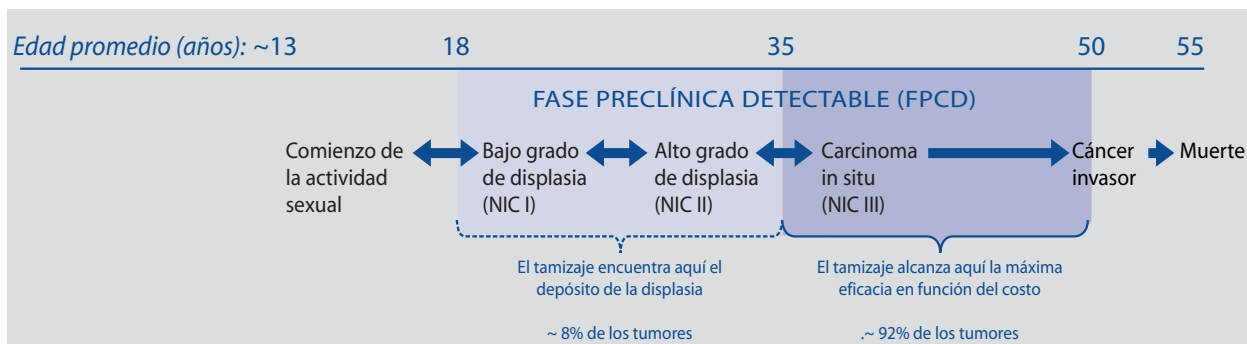 Edad promedio (años): ~13 18 35 50 55
FASE PRECLÍNICA DETECTABLE (FPCD)
Comienzo de
la actividad
sexual
Bajo grado
de displasia
(NIC I)
Alto grado
de displasia
(NIC II)
Carcinoma
in situ
(NIC III)
Cáncer
invasor
Muerte
El tamizaje encuentra aquí el
depósito de la displasia
~ 8% de los tumores
El tamizaje alcanza aquí la máxima
eficacia en función del costo
.~ 92% de los tumores